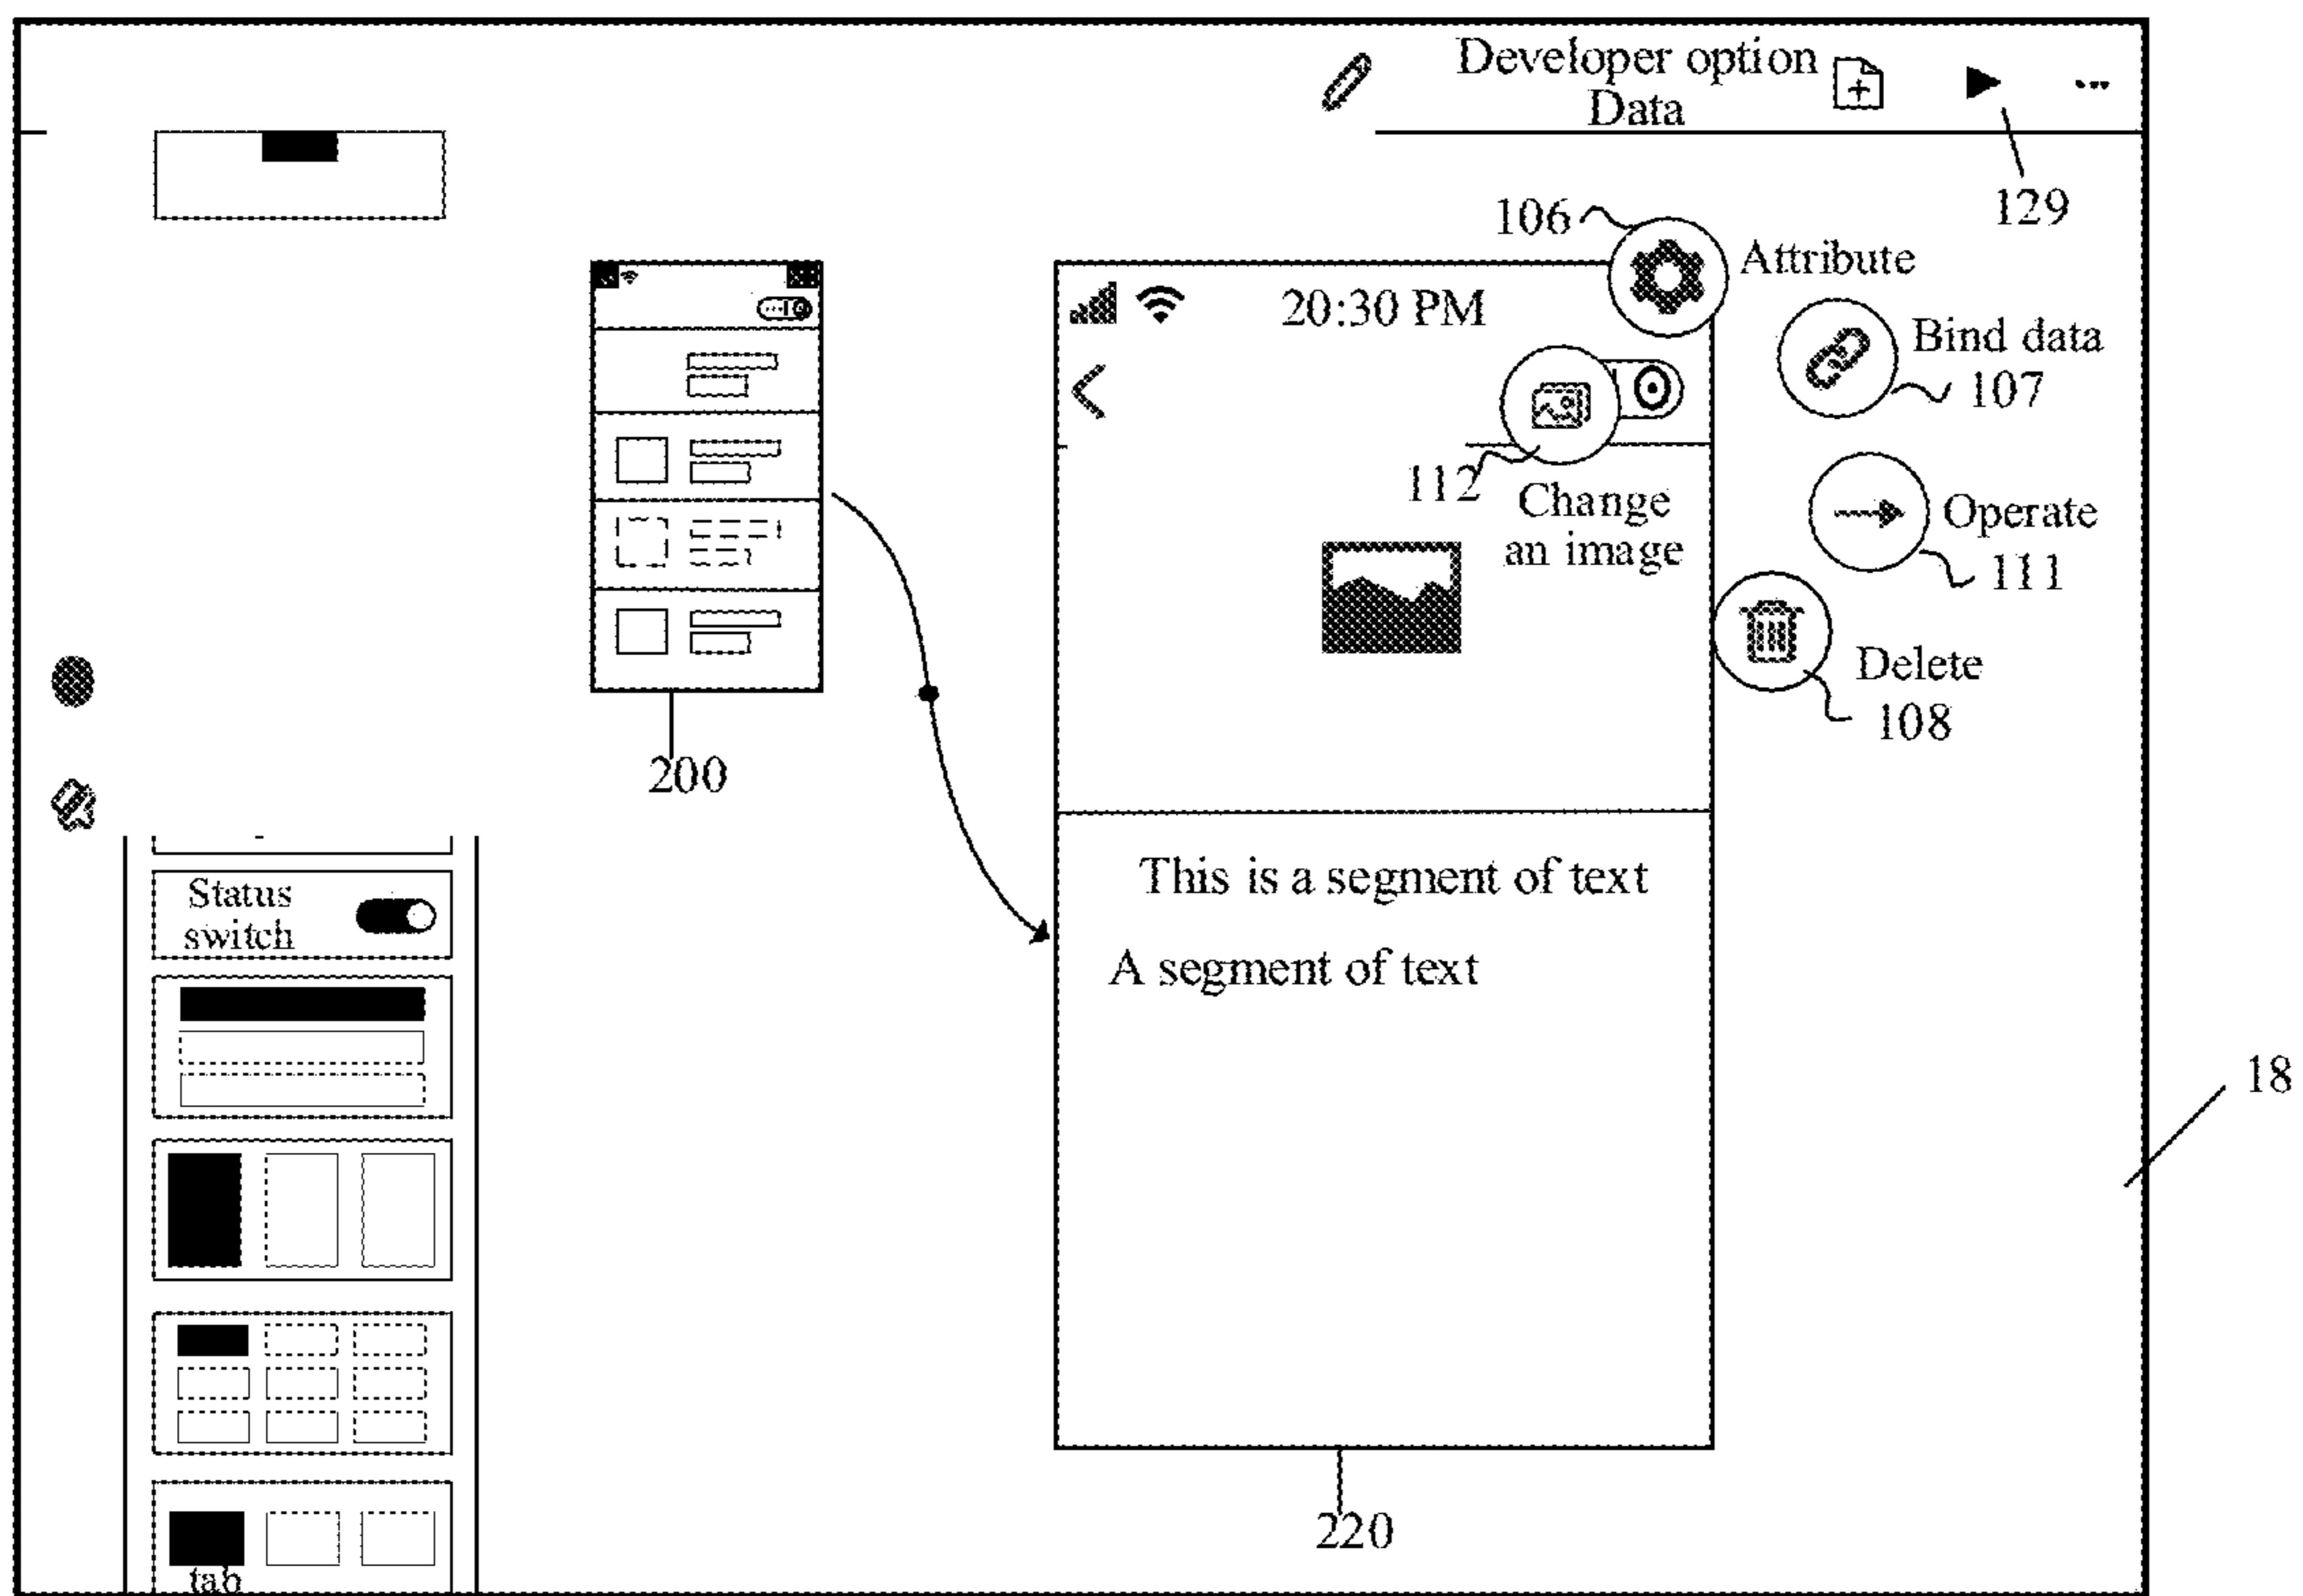 Developer option
Data
129
106
Attribute
20:30 PM
Bind data
107
112
Change
an image
Operate
111
Delete
108
200
This is a segment of text
Status
switch
A segment of text
18
220
tab